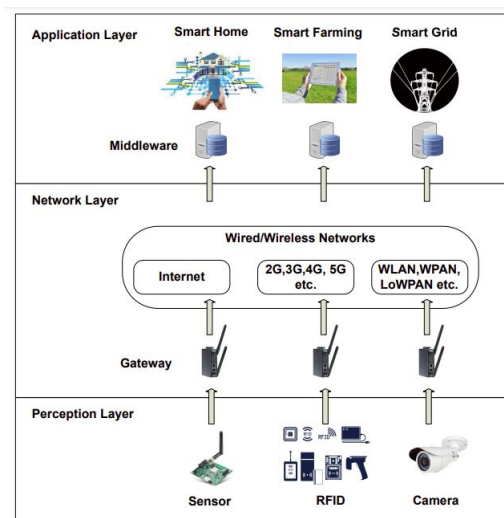 Application Layer
Smart Home
Smart Farming
Smart Grid
Middleware
Network Layer
Wired/Wireless Networks
Internet
2G,3G,4G, 5G
etc.
WLAN,WPAN,
LoWPAN etc.
Gateway
Perception Layer
RFID
Sensor
RFID
Camera